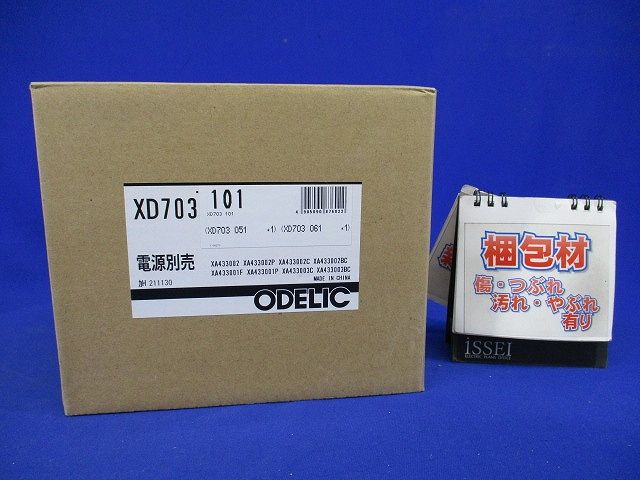 XD703 101
XD703 101
(XD703 051 ×1) (XD703 061 ×1)
電源別売
XA433002 XA433002P XA433002C XA433002BC
XA433001F XA433001P XA433003C XA433003BC
MADE IN CHINA
211130
ODELIC
梱包材
傷・つぶれ
汚れ・やぶれ
有り
iSSEI